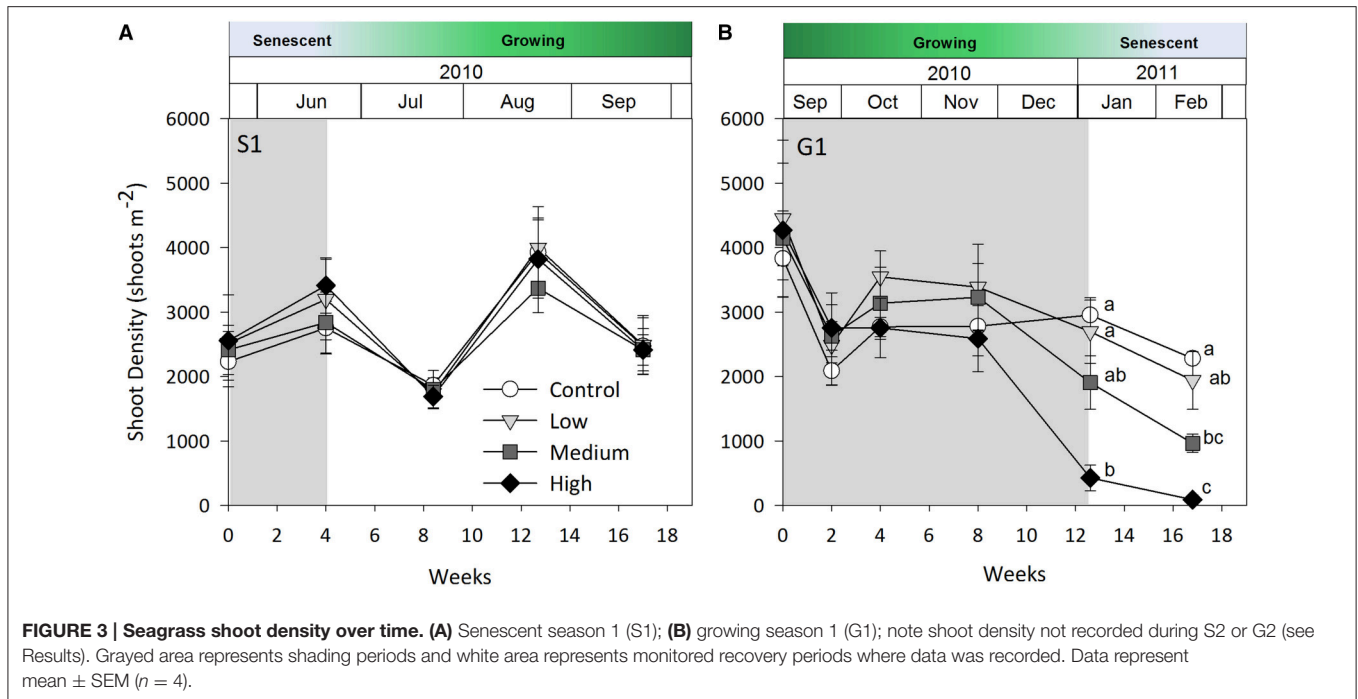 A
Senescent Growing
2010
Jun Jul Aug Sep
S1
6000
5000
4000
3000
2000
1000
0
Shoot Density (shoots m-2)
Control
Low
Medium
High
0 2 4 6 8 10 12 14 16 18
Weeks
B
Growing Senescent
2010 2011
Sep Oct Nov Dec Jan Feb
G1
6000
5000
4000
3000
2000
1000
0
a
a
a
ab
ab
bc
b
c
0 2 4 6 8 10 12 14 16 18
Weeks
FIGURE 3 | Seagrass shoot density over time. (A) Senescent season 1 (S1); (B) growing season 1 (G1); note shoot density not recorded during S2 or G2 (see
Results). Grayed area represents shading periods and white area represents monitored recovery periods where data was recorded. Data represent
mean ± SEM (n = 4).